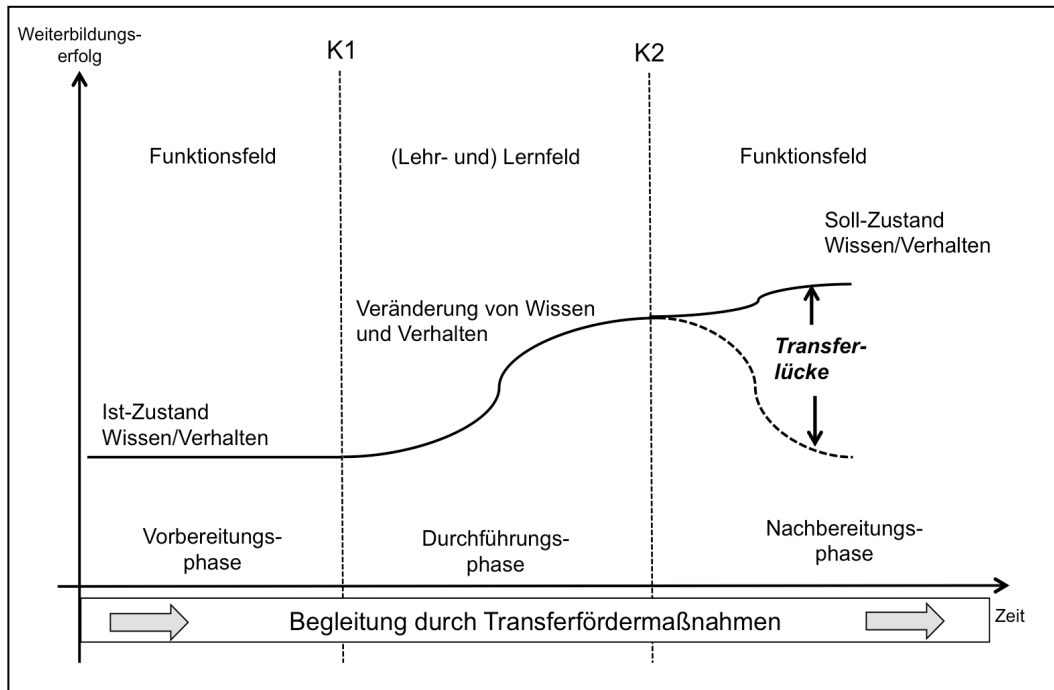 Weiterbildungs-
erfolg
K1
K2
Funktionsfeld
(Lehr- und) Lernfeld
Funktionsfeld
Soll-Zustand
Wissen/Verhalten
Veränderung von Wissen
und Verhalten
Transfer-
lücke
Ist-Zustand
Wissen/Verhalten
Vorbereitungs-
phase
Durchführungs-
phase
Nachbereitungs-
phase
Begleitung durch Transferfördermaßnahmen
Zeit